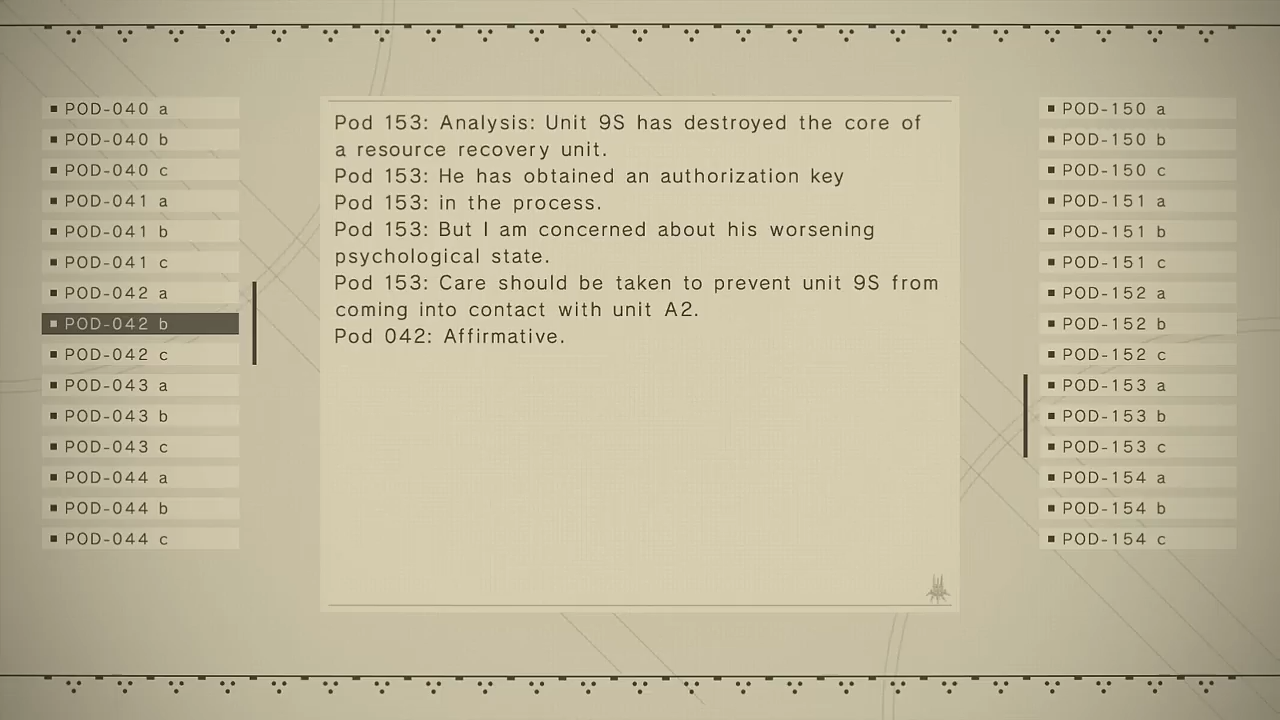 POD-040 a
POD-040 b
POD-040 c
POD-041 a
POD-041 b
POD-041 c
POD-042 a
POD-042 b
POD-042 c
POD-043 a
POD-043 b
POD-043 c
POD-044 a
POD-044 b
POD-044 c
Pod 153: Analysis: Unit 9S has destroyed the core of
a resource recovery unit.
Pod 153: He has obtained an authorization key
Pod 153: in the process.
Pod 153: But I am concerned about his worsening
psychological state.
Pod 153: Care should be taken to prevent unit 9S from
coming into contact with unit A2.
Pod 042: Affirmative.
POD-150 a
POD-150 b
POD-150 c
POD-151 a
POD-151 b
POD-151 c
POD-152 a
POD-152 b
POD-152 c
POD-153 a
POD-153 b
POD-153 c
POD-154 a
POD-154 b
POD-154 c